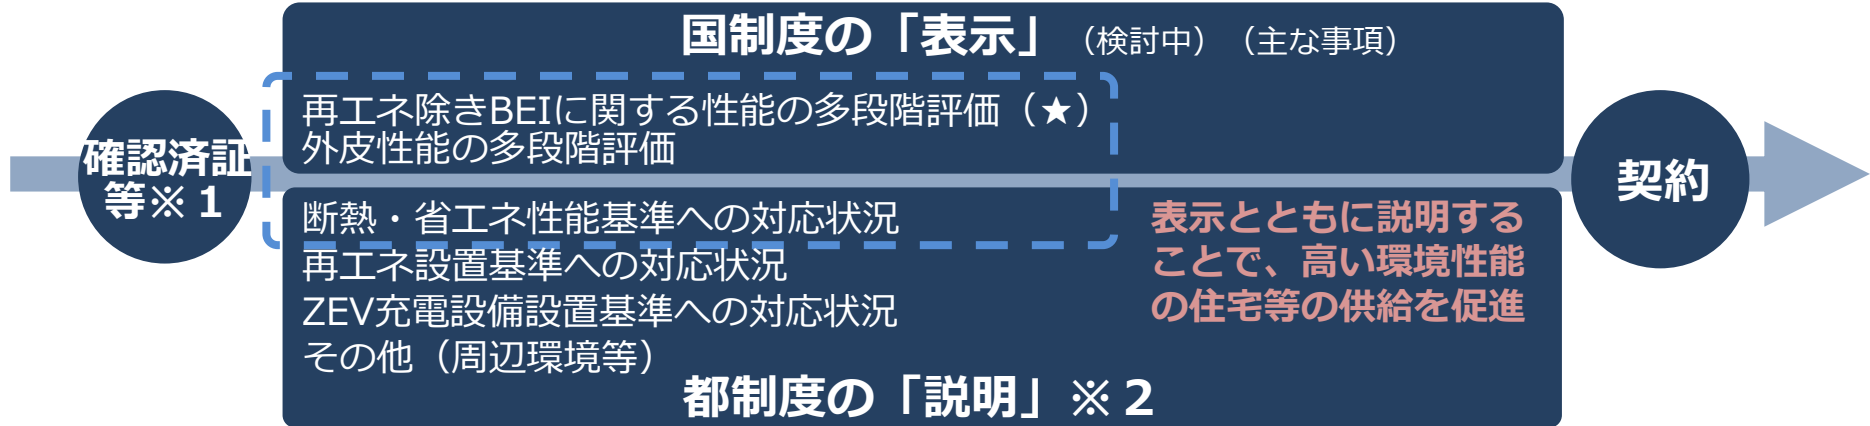 国制度の「表示」（検討中）（主な事項）
再エネ除きBEIに関する性能の多段階評価（★）
外皮性能の多段階評価
確認済証
等※１
断熱・省エネ性能基準への対応状況
再エネ設置基準への対応状況
ZEV充電設備設置基準への対応状況
その他（周辺環境等）
表示とともに説明する
ことで、高い環境性能
の住宅等の供給を促進
都制度の「説明」※２
契約